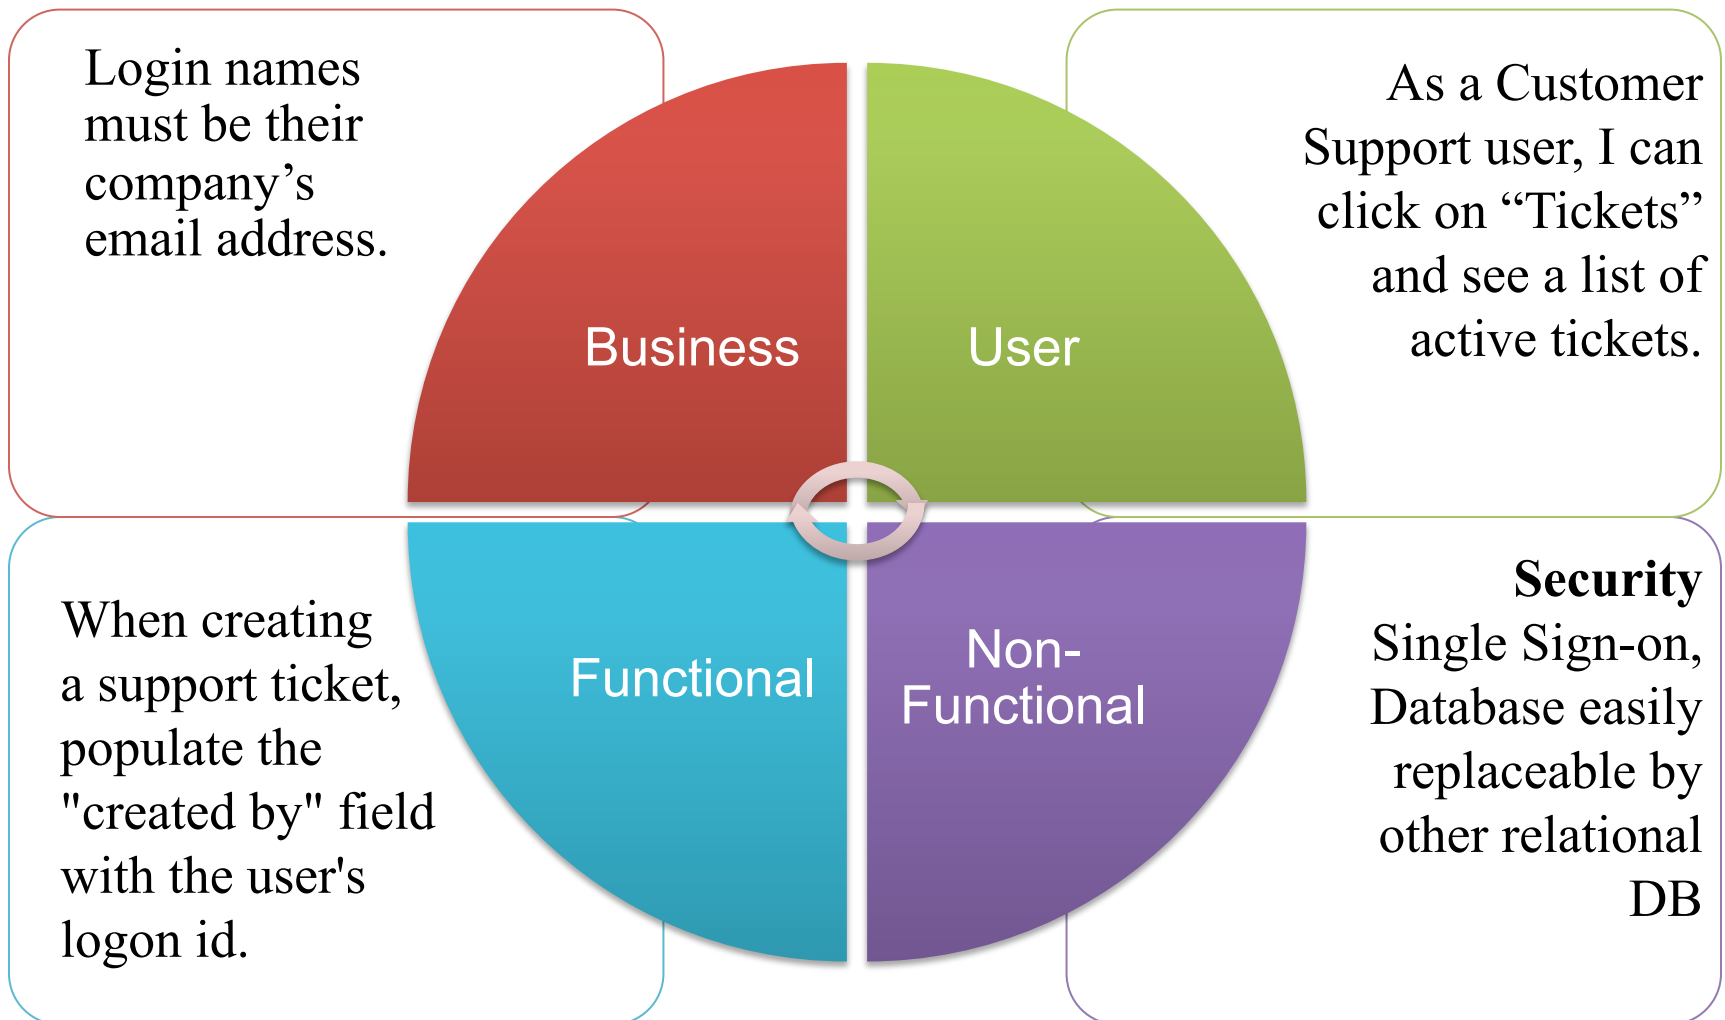 Login names
must be their
company’s
email address.
Business
User
As a Customer
Support user, I can
click on “Tickets”
and see a list of
active tickets.
When creating
a support ticket,
populate the
"created by" field
with the user's
logon id.
Functional
Non-
Functional
Security
Single Sign-on,
Database easily
replaceable by
other relational
DB